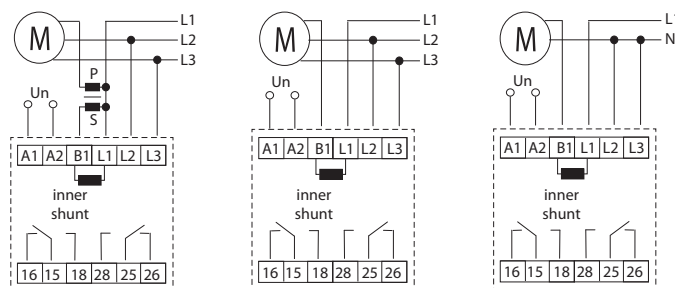 M
L1
L2
L3
P
S
Un
A1 A2 B1 L1 L2 L3
inner
shunt
16 15 18 28 25 26
M
L1
L2
L3
Un
A1 A2 B1 L1 L2 L3
inner
shunt
16 15 18 28 25 26
M
L1
N
Un
A1 A2 B1 L1 L2 L3
inner
shunt
16 15 18 28 25 26